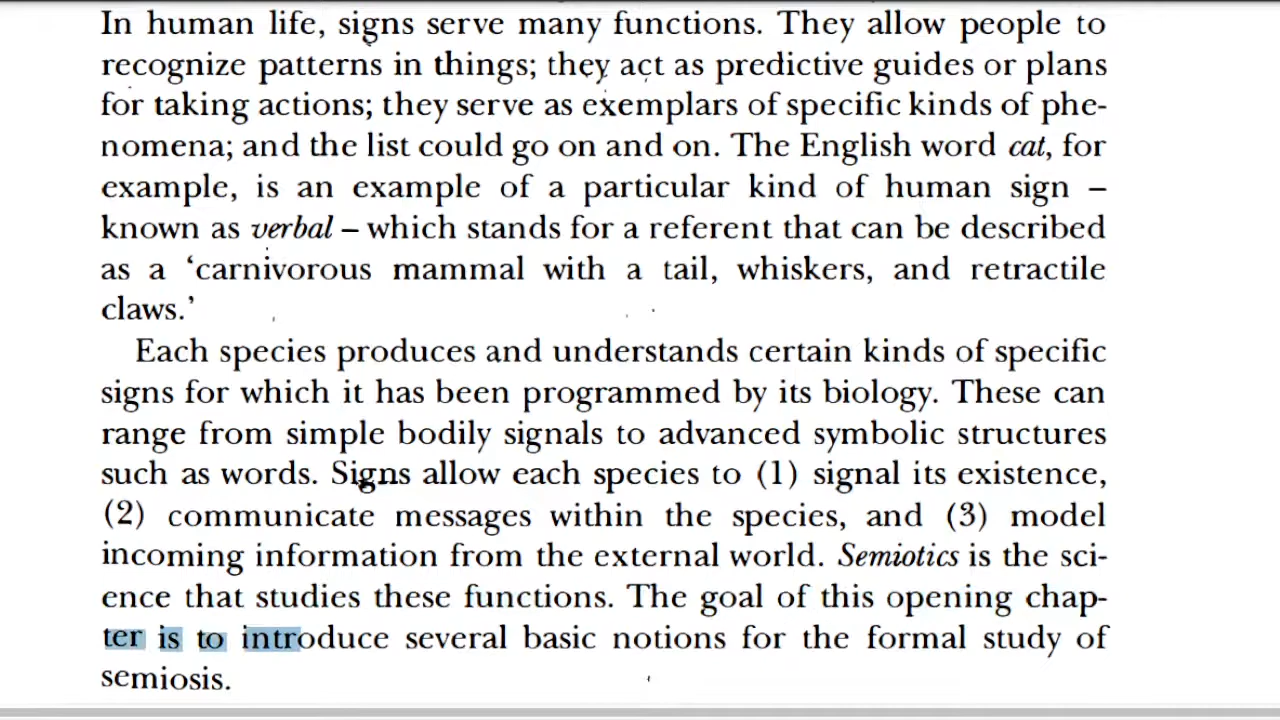 In human life, signs serve many functions. They allow people to
recognize patterns in things; they act as predictive guides or plans
for taking actions; they serve as exemplars of specific kinds of phe-
nomena; and the list could go on and on. The English word cat, for
example, is an example of a particular kind of human sign –
known as verbal – which stands for a referent that can be described
as a ‘carnivorous mammal with a tail, whiskers, and retractile
claws.’
Each species produces and understands certain kinds of specific
signs for which it has been programmed by its biology. These can
range from simple bodily signals to advanced symbolic structures
such as words. Signs allow each species to (1) signal its existence,
(2) communicate messages within the species, and (3) model
incoming information from the external world. Semiotics is the sci-
ence that studies these functions. The goal of this opening chap-
ter is to introduce several basic notions for the formal study of
semiosis.